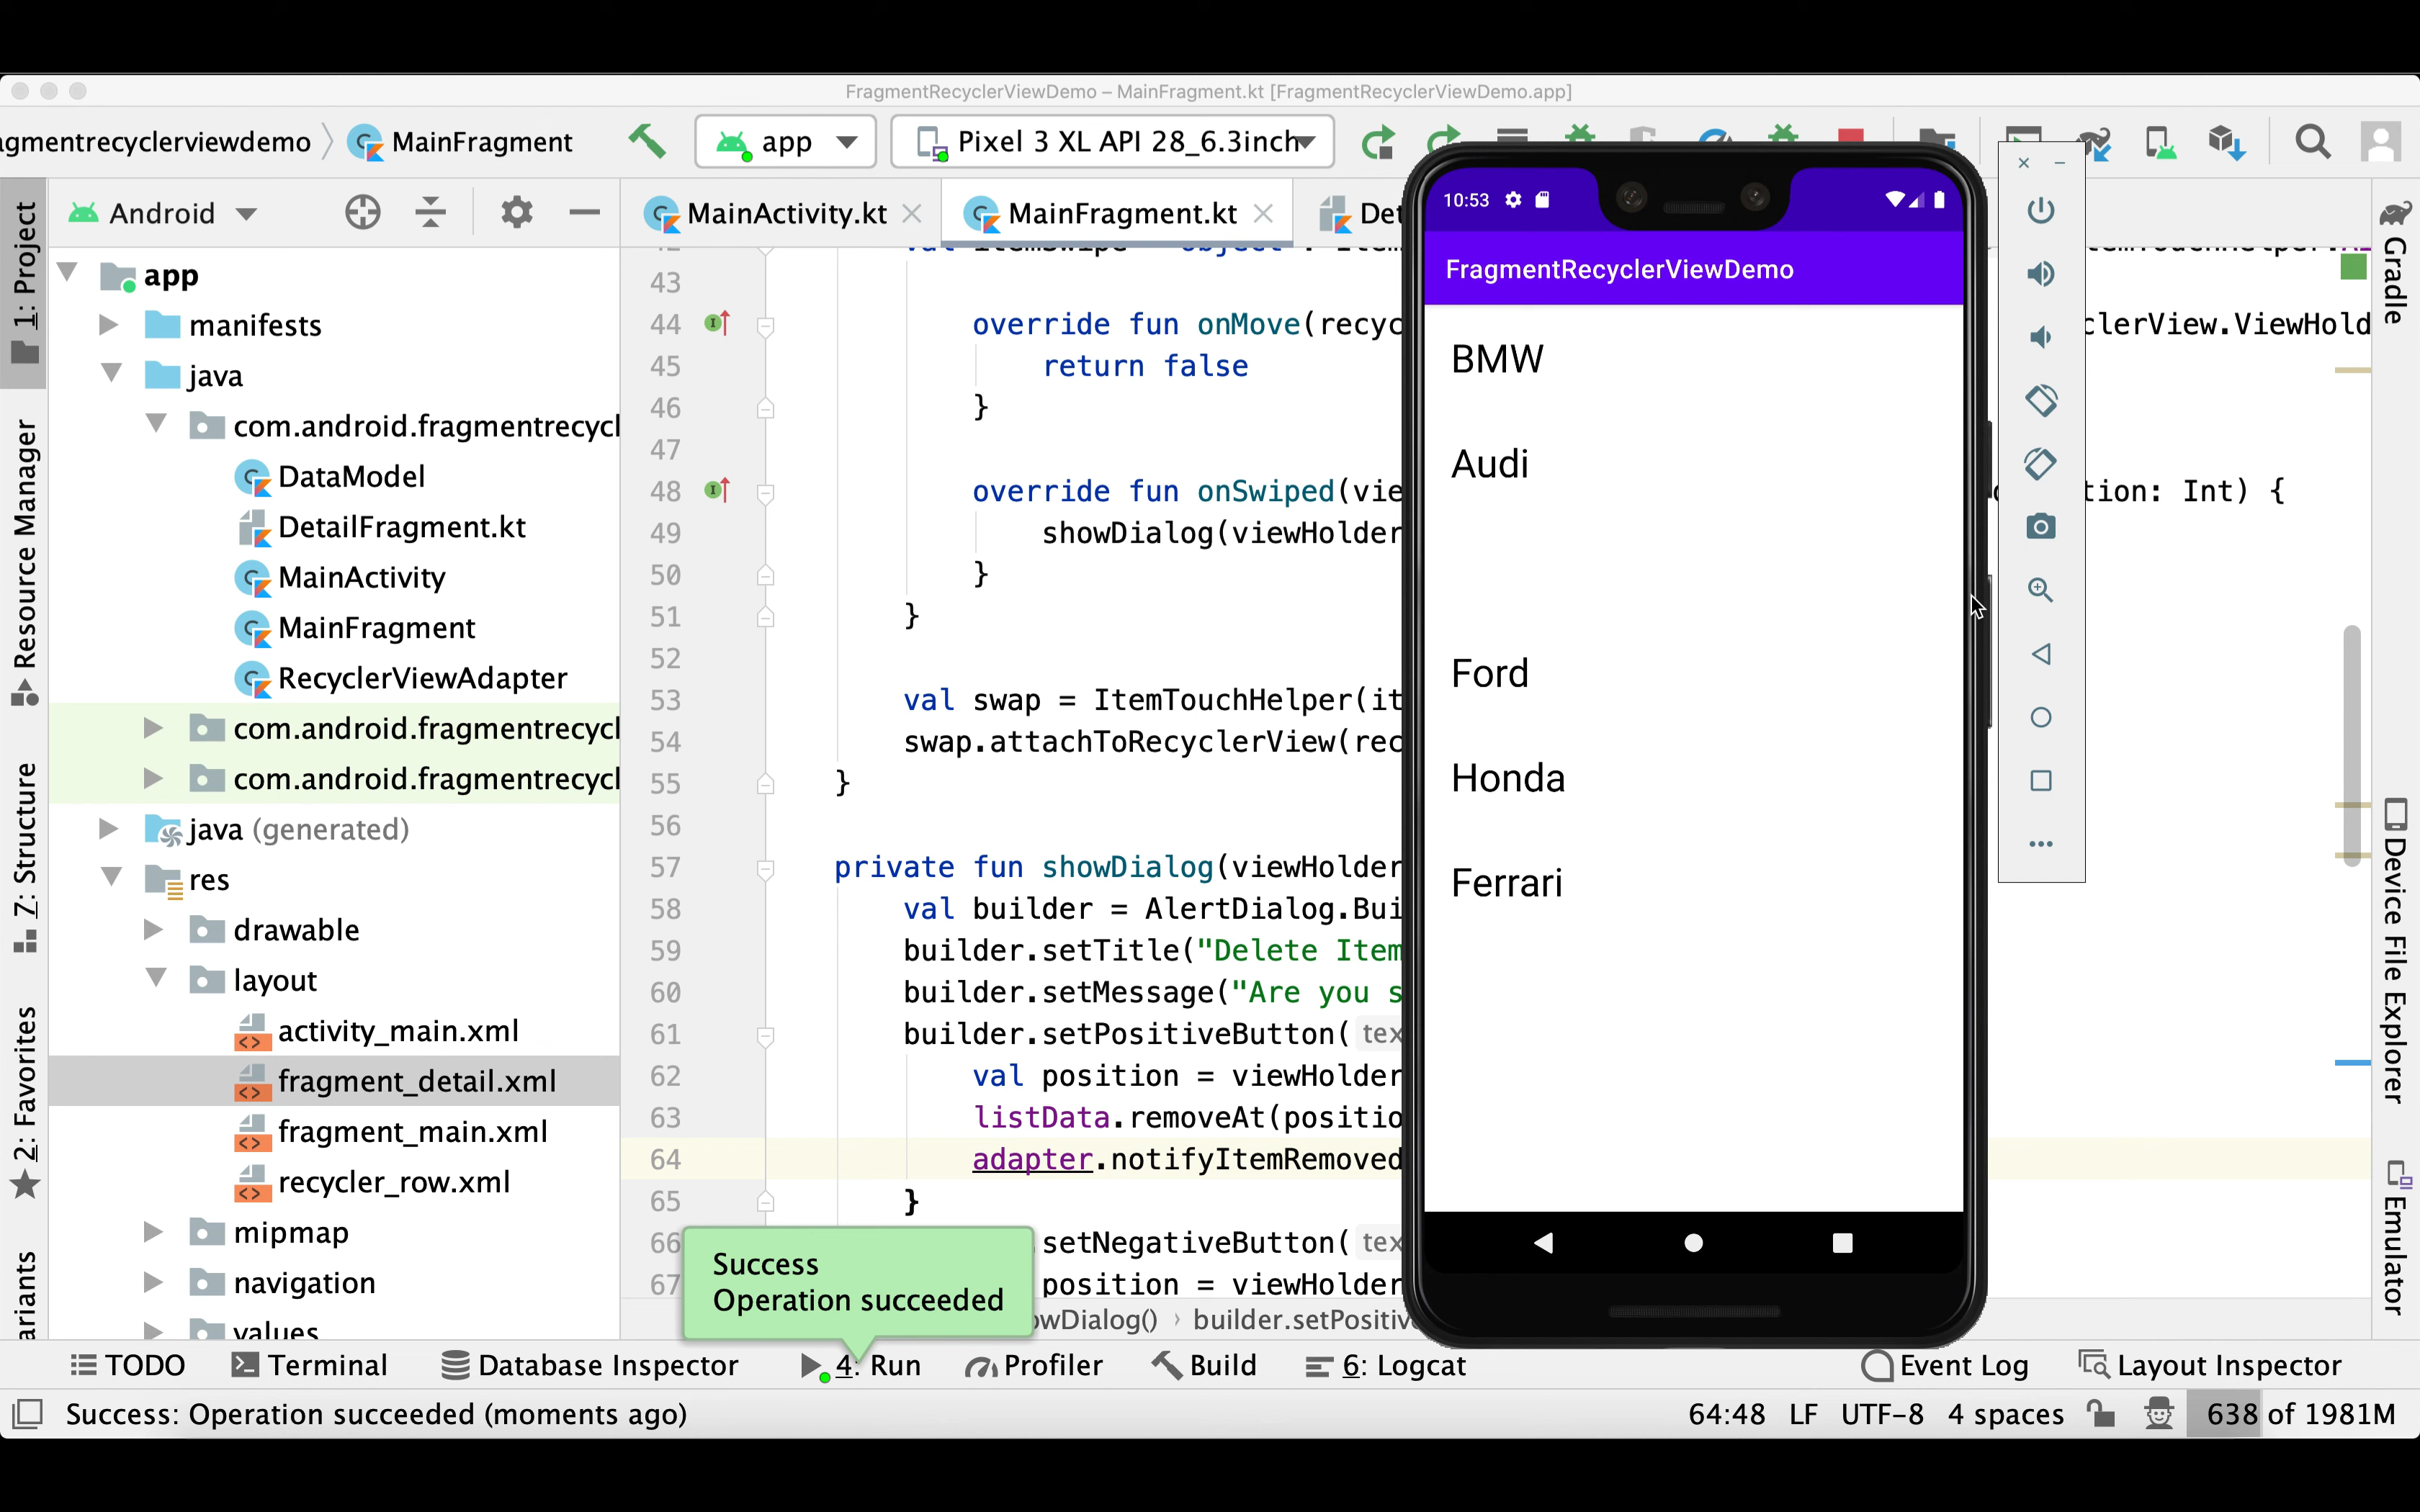 FragmentRecyclerViewDemo – MainFragment.kt [FragmentRecyclerViewDemo.app]
agmentrecyclerviewdemo
MainFragment
app
Pixel 3 XL API 28_6.3inch
Android
MainActivity.kt
MainFragment.kt
Det
1: Project
Resource Manager
7: Structure
2: Favorites
ariants
app
manifests
java
com.android.fragmentrecycl
DataModel
DetailFragment.kt
MainActivity
MainFragment
RecyclerViewAdapter
com.android.fragmentrecycl
com.android.fragmentrecycl
java (generated)
res
drawable
layout
activity_main.xml
fragment_detail.xml
fragment_main.xml
recycler_row.xml
mipmap
navigation
values
43
44 override fun onMove(recyc
clerView.ViewHold
45 return false
46 }
47
48 override fun onSwiped(vie
tion: Int) {
49 showDialog(viewHolder
50 }
51 }
52
53 val swap = ItemTouchHelper(it
54 swap.attachToRecyclerView(rec
55 }
56
57 private fun showDialog(viewHolder
58 val builder = AlertDialog.Bui
59 builder.setTitle("Delete Item
60 builder.setMessage("Are you s
61 builder.setPositiveButton( tex
62 val position = viewHolder
63 listData.removeAt(positio
64 adapter.notifyItemRemoved
65 }
66 .setNegativeButton( tex
67 position = viewHolder
owDialog() › builder.setPositiv
Success
Operation succeeded
10:53
FragmentRecyclerViewDemo
BMW
Audi
Ford
Honda
Ferrari
Gradle
Device File Explorer
Emulator
TODO
Terminal
Database Inspector
4: Run
Profiler
Build
6: Logcat
Event Log
Layout Inspector
Success: Operation succeeded (moments ago)
64:48
LF
UTF-8
4 spaces
638 of 1981M